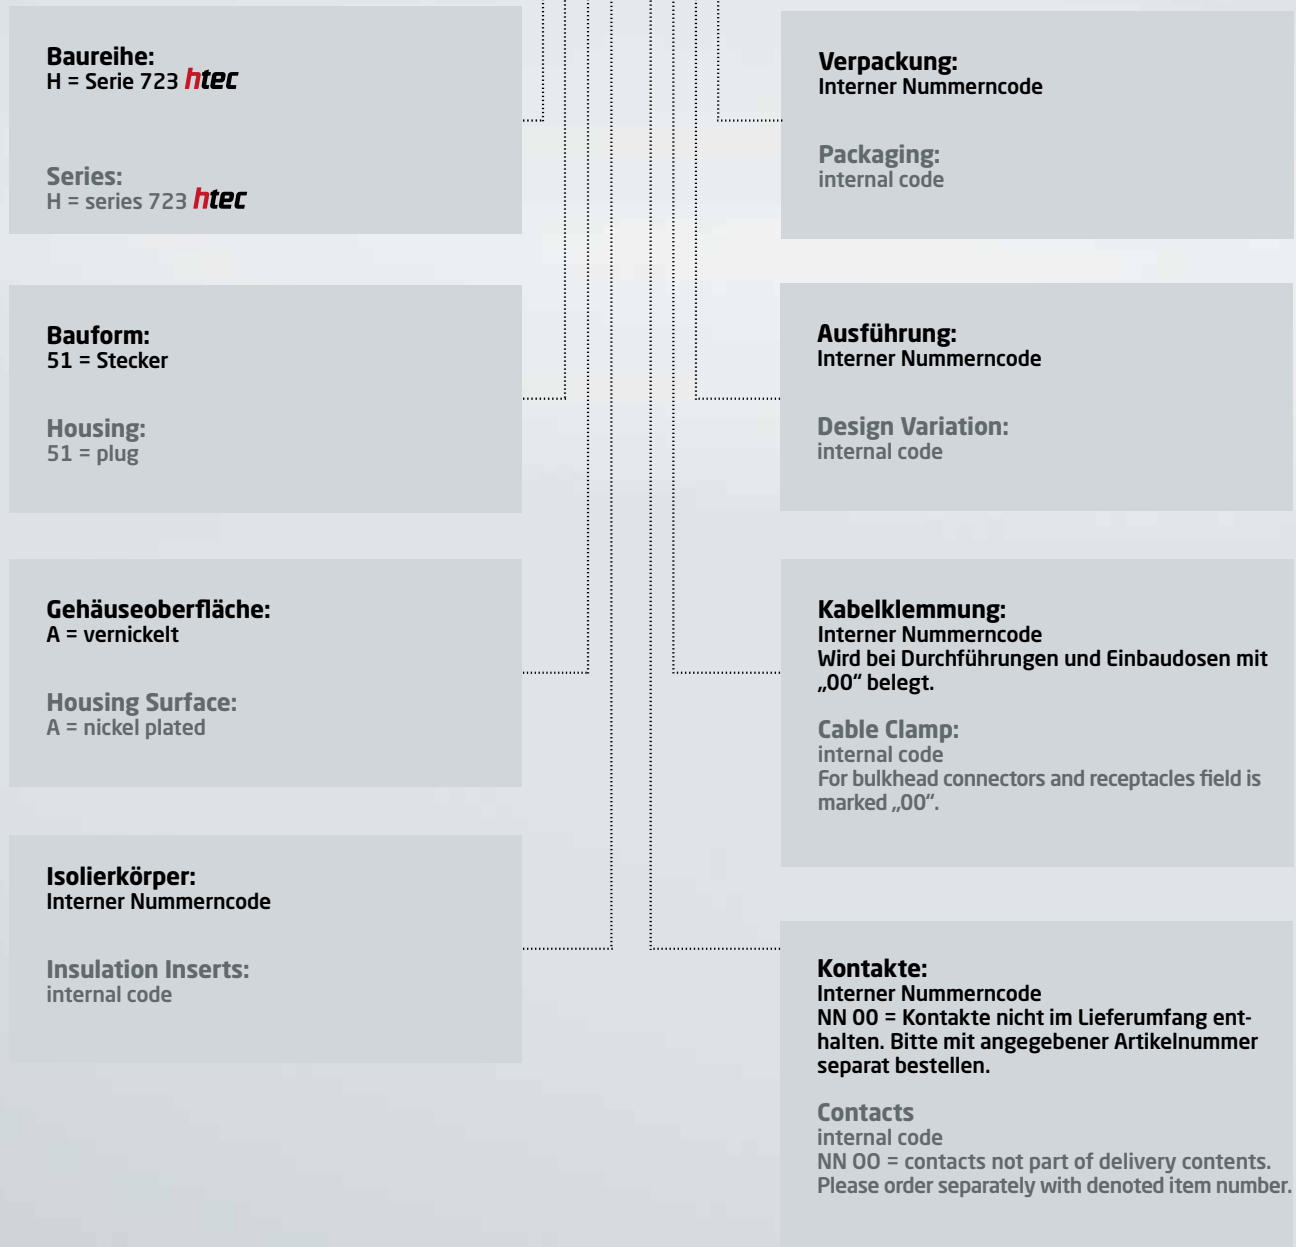 Baureihe:
H = Serie 723 htec
Series:
H = series 723 htec
Bauform:
51 = Stecker
Housing:
51 = plug
Gehäuseoberfläche:
A = vernickelt
Housing Surface:
A = nickel plated
Isolierkörper:
Interner Nummerncode
Insulation Inserts:
internal code
Verpackung:
Interner Nummerncode
Packaging:
internal code
Ausführung:
Interner Nummerncode
Design Variation:
internal code
Kabelklemmung:
Interner Nummerncode
Wird bei Durchführungen und Einbaudosen mit
„00“ belegt.
Cable Clamp:
internal code
For bulkhead connectors and receptacles field is
marked „00“.
Kontakte:
Interner Nummerncode
NN 00 = Kontakte nicht im Lieferumfang ent-
halten. Bitte mit angegebener Artikelnummer
separat bestellen.
Contacts
internal code
NN OO = contacts not part of delivery contents.
Please order separately with denoted item number.